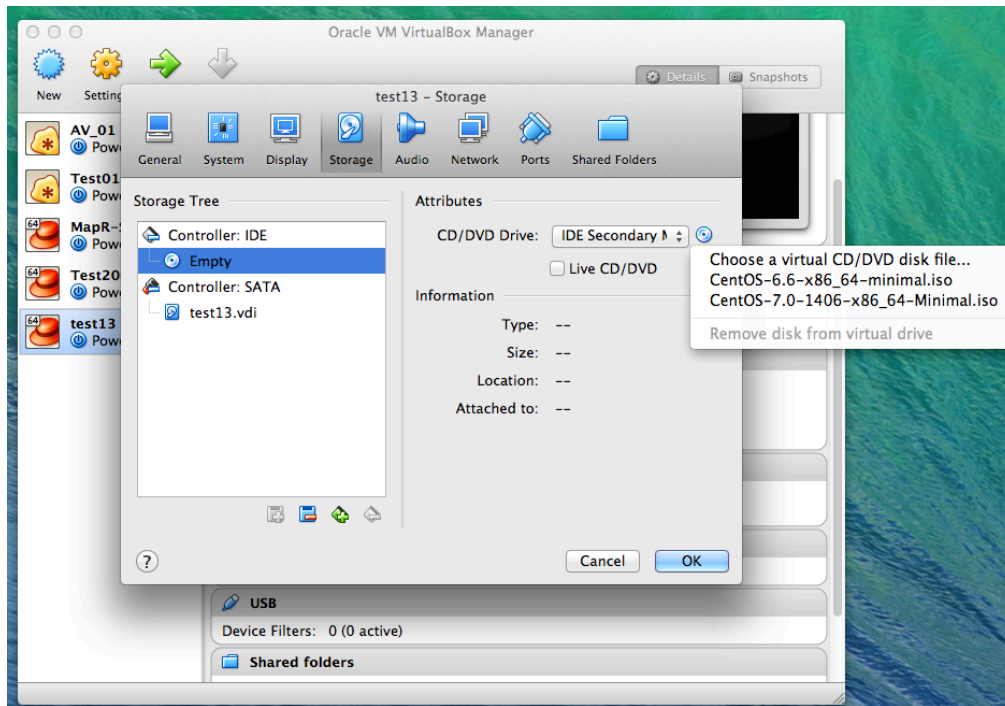 Oracle VM VirtualBox Manager
New
Details
Snapshots
test13 – Storage
General System Display Storage Audio Network Ports Shared Folders
AV_01
Test01
Test20
test13
64
64
64
Storage Tree
Controller: IDE
Empty
Controller: SATA
test13.vdi
Attributes
CD/DVD Drive: IDE Secondary
Live CD/DVD
Information
Type: --
Size: --
Location: --
Attached to: --
Choose a virtual CD/DVD disk file...
CentOS-6.6-x86_64-minimal.iso
CentOS-7.0-1406-x86_64-Minimal.iso
Remove disk from virtual drive
?
Cancel
OK
USB
Device Filters: 0 (0 active)
Shared folders